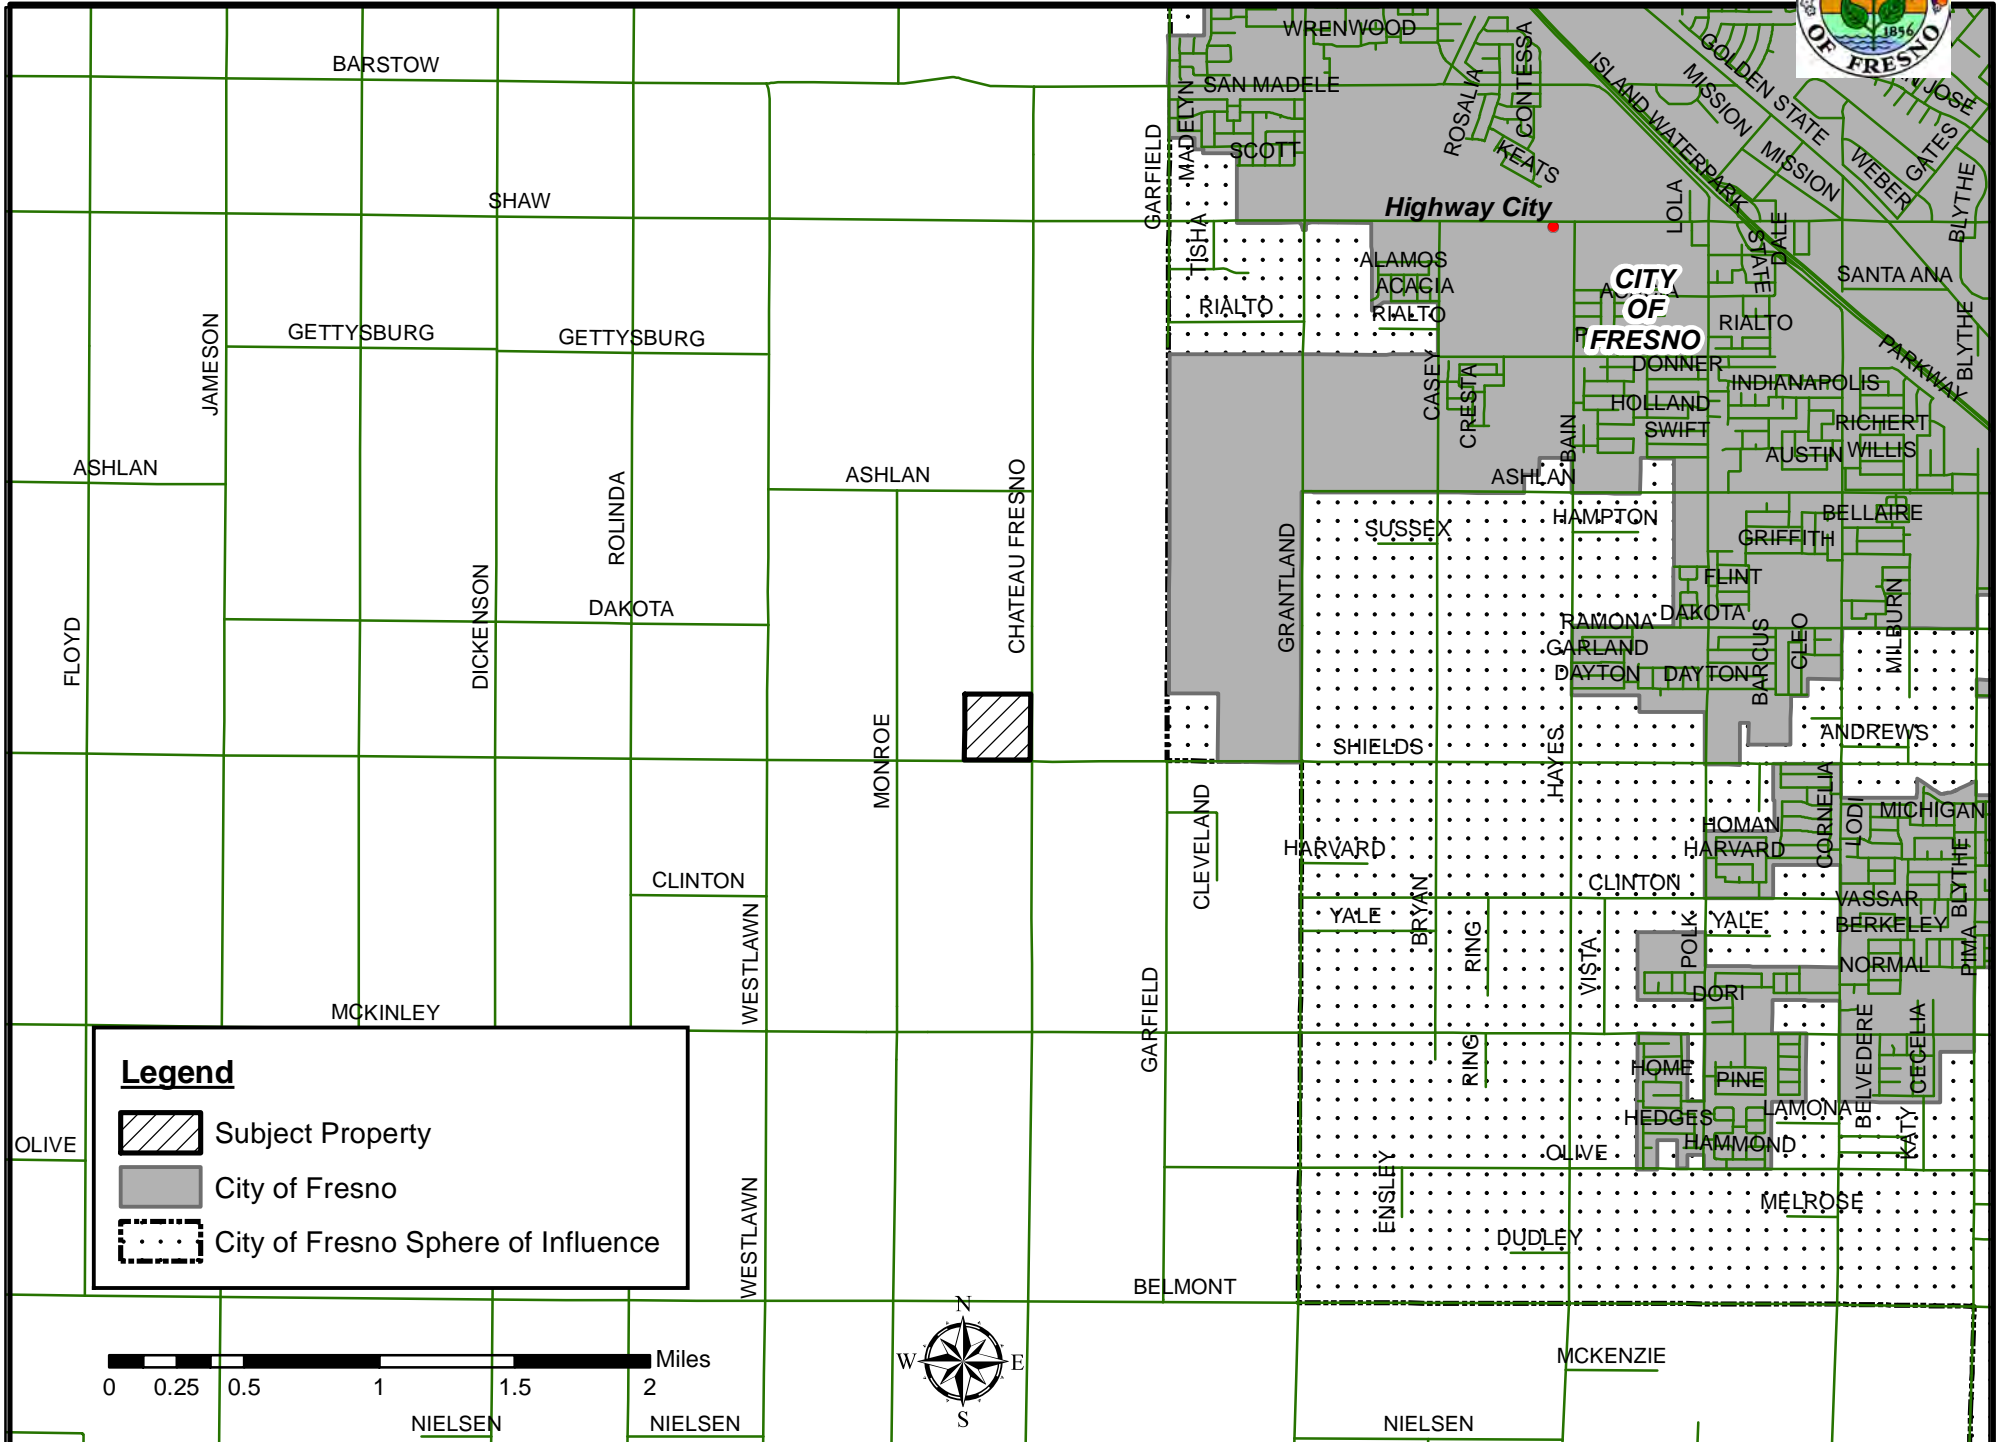 WRENWOOD
BARSTOW
SAN MADELE
MADELYN
SCOTT
ROSALIA
CONTESSA
KEATS
ISLAND WATERPARK
GOLDEN STATE
MISSION
MISSION
WEBER
GATES
BLYTHE
1856
OF FRESNO
GARFIELD
SHAW
Highway City
LOLA
DALE
STATE
TISHA
ALAMOS
ACACIA
RIALTO
RIALTO
CITY
OF
FRESNO
SANTA ANA
RIALTO
BLYTHE
PARKWAY
JAMESON
GETTYSBURG
GETTYSBURG
CASEY
CRESTA
DONNER
INDIANAPOLIS
HOLLAND
SWIFT
RICHERT
BAIN
AUSTIN
WILLIS
ASHLAN
ASHLAN
ASHLAN
ROLINDA
CHATEAU FRESNO
SUSSEX
HAMPTON
BELLAIRE
GRIFFITH
GRANTLAND
FLINT
DICKENSON
DAKOTA
DAKOTA
RAMONA
GARLAND
DAYTON
DAYTON
BARCUS
CLEO
MILBURN
FLOYD
MONROE
SHIELDS
HAYES
ANDREWS
CLEVELAND
HARVARD
HOMAN
HARVARD
CORNELIA
LODI
MICHIGAN
CLINTON
CLINTON
BRYAN
YALE
YALE
VASSAR
BERKELEY
BLYTHE
WESTLAWN
RING
VISTA
POLK
NORMAL
PIMA
GARFIELD
DORI
MCKINLEY
RING
HOME
PINE
BELVEDERE
CECELIA
HEDGES
LAMONA
HAMMOND
KATY
OLIVE
OLIVE
ENSLEY
MELROSE
DUDLEY
WESTLAWN
BELMONT
Legend
Subject Property
City of Fresno
City of Fresno Sphere of Influence
Miles
0 0.25 0.5 1 1.5 2
N
W E
S
MCKENZIE
NIELSEN
NIELSEN
NIELSEN